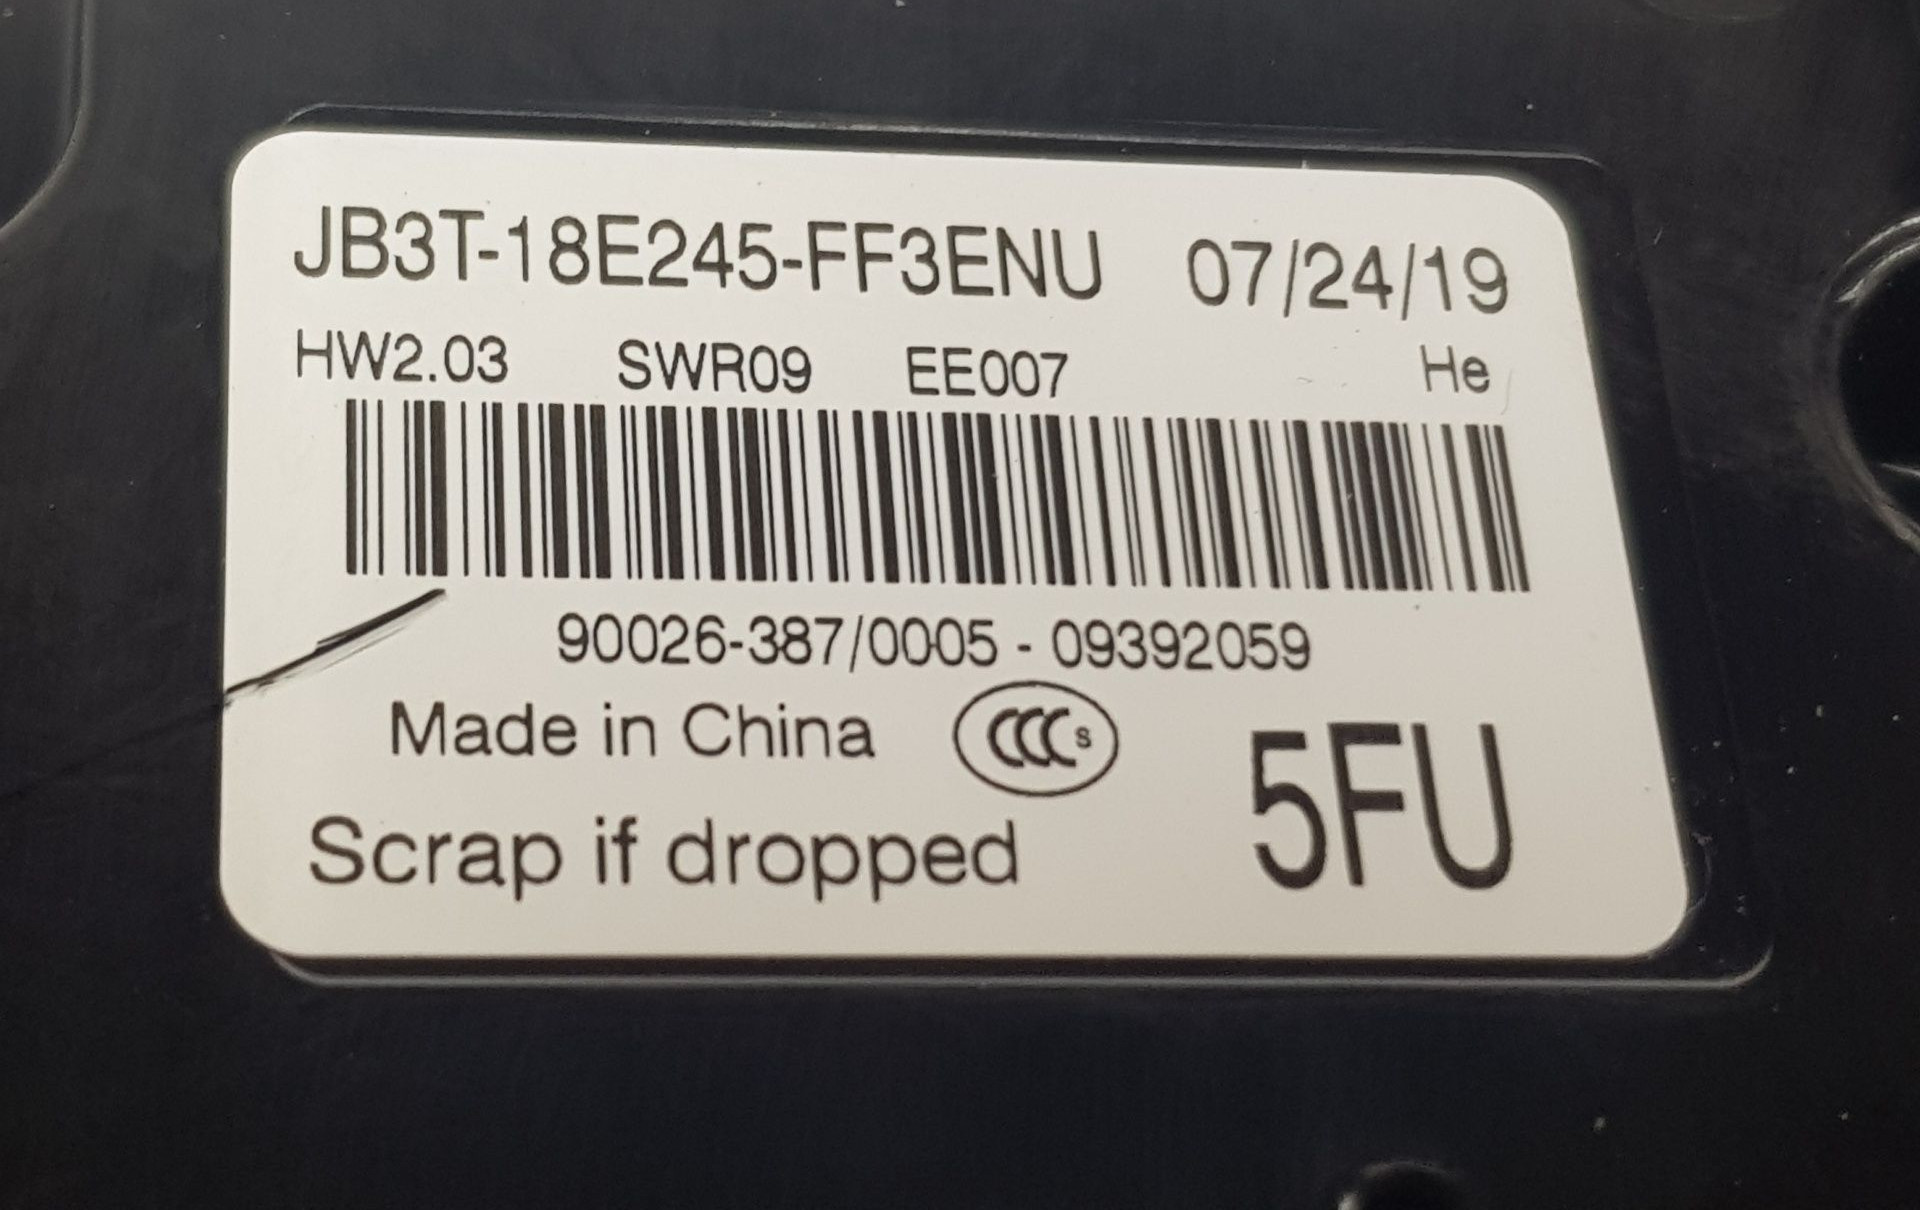 JB3T-18E245-FF3ENU 07/24/19
HW2.03 SWR09 EE007 He
90026-387/0005 - 09392059
Made in China CCC S
Scrap if dropped 5FU